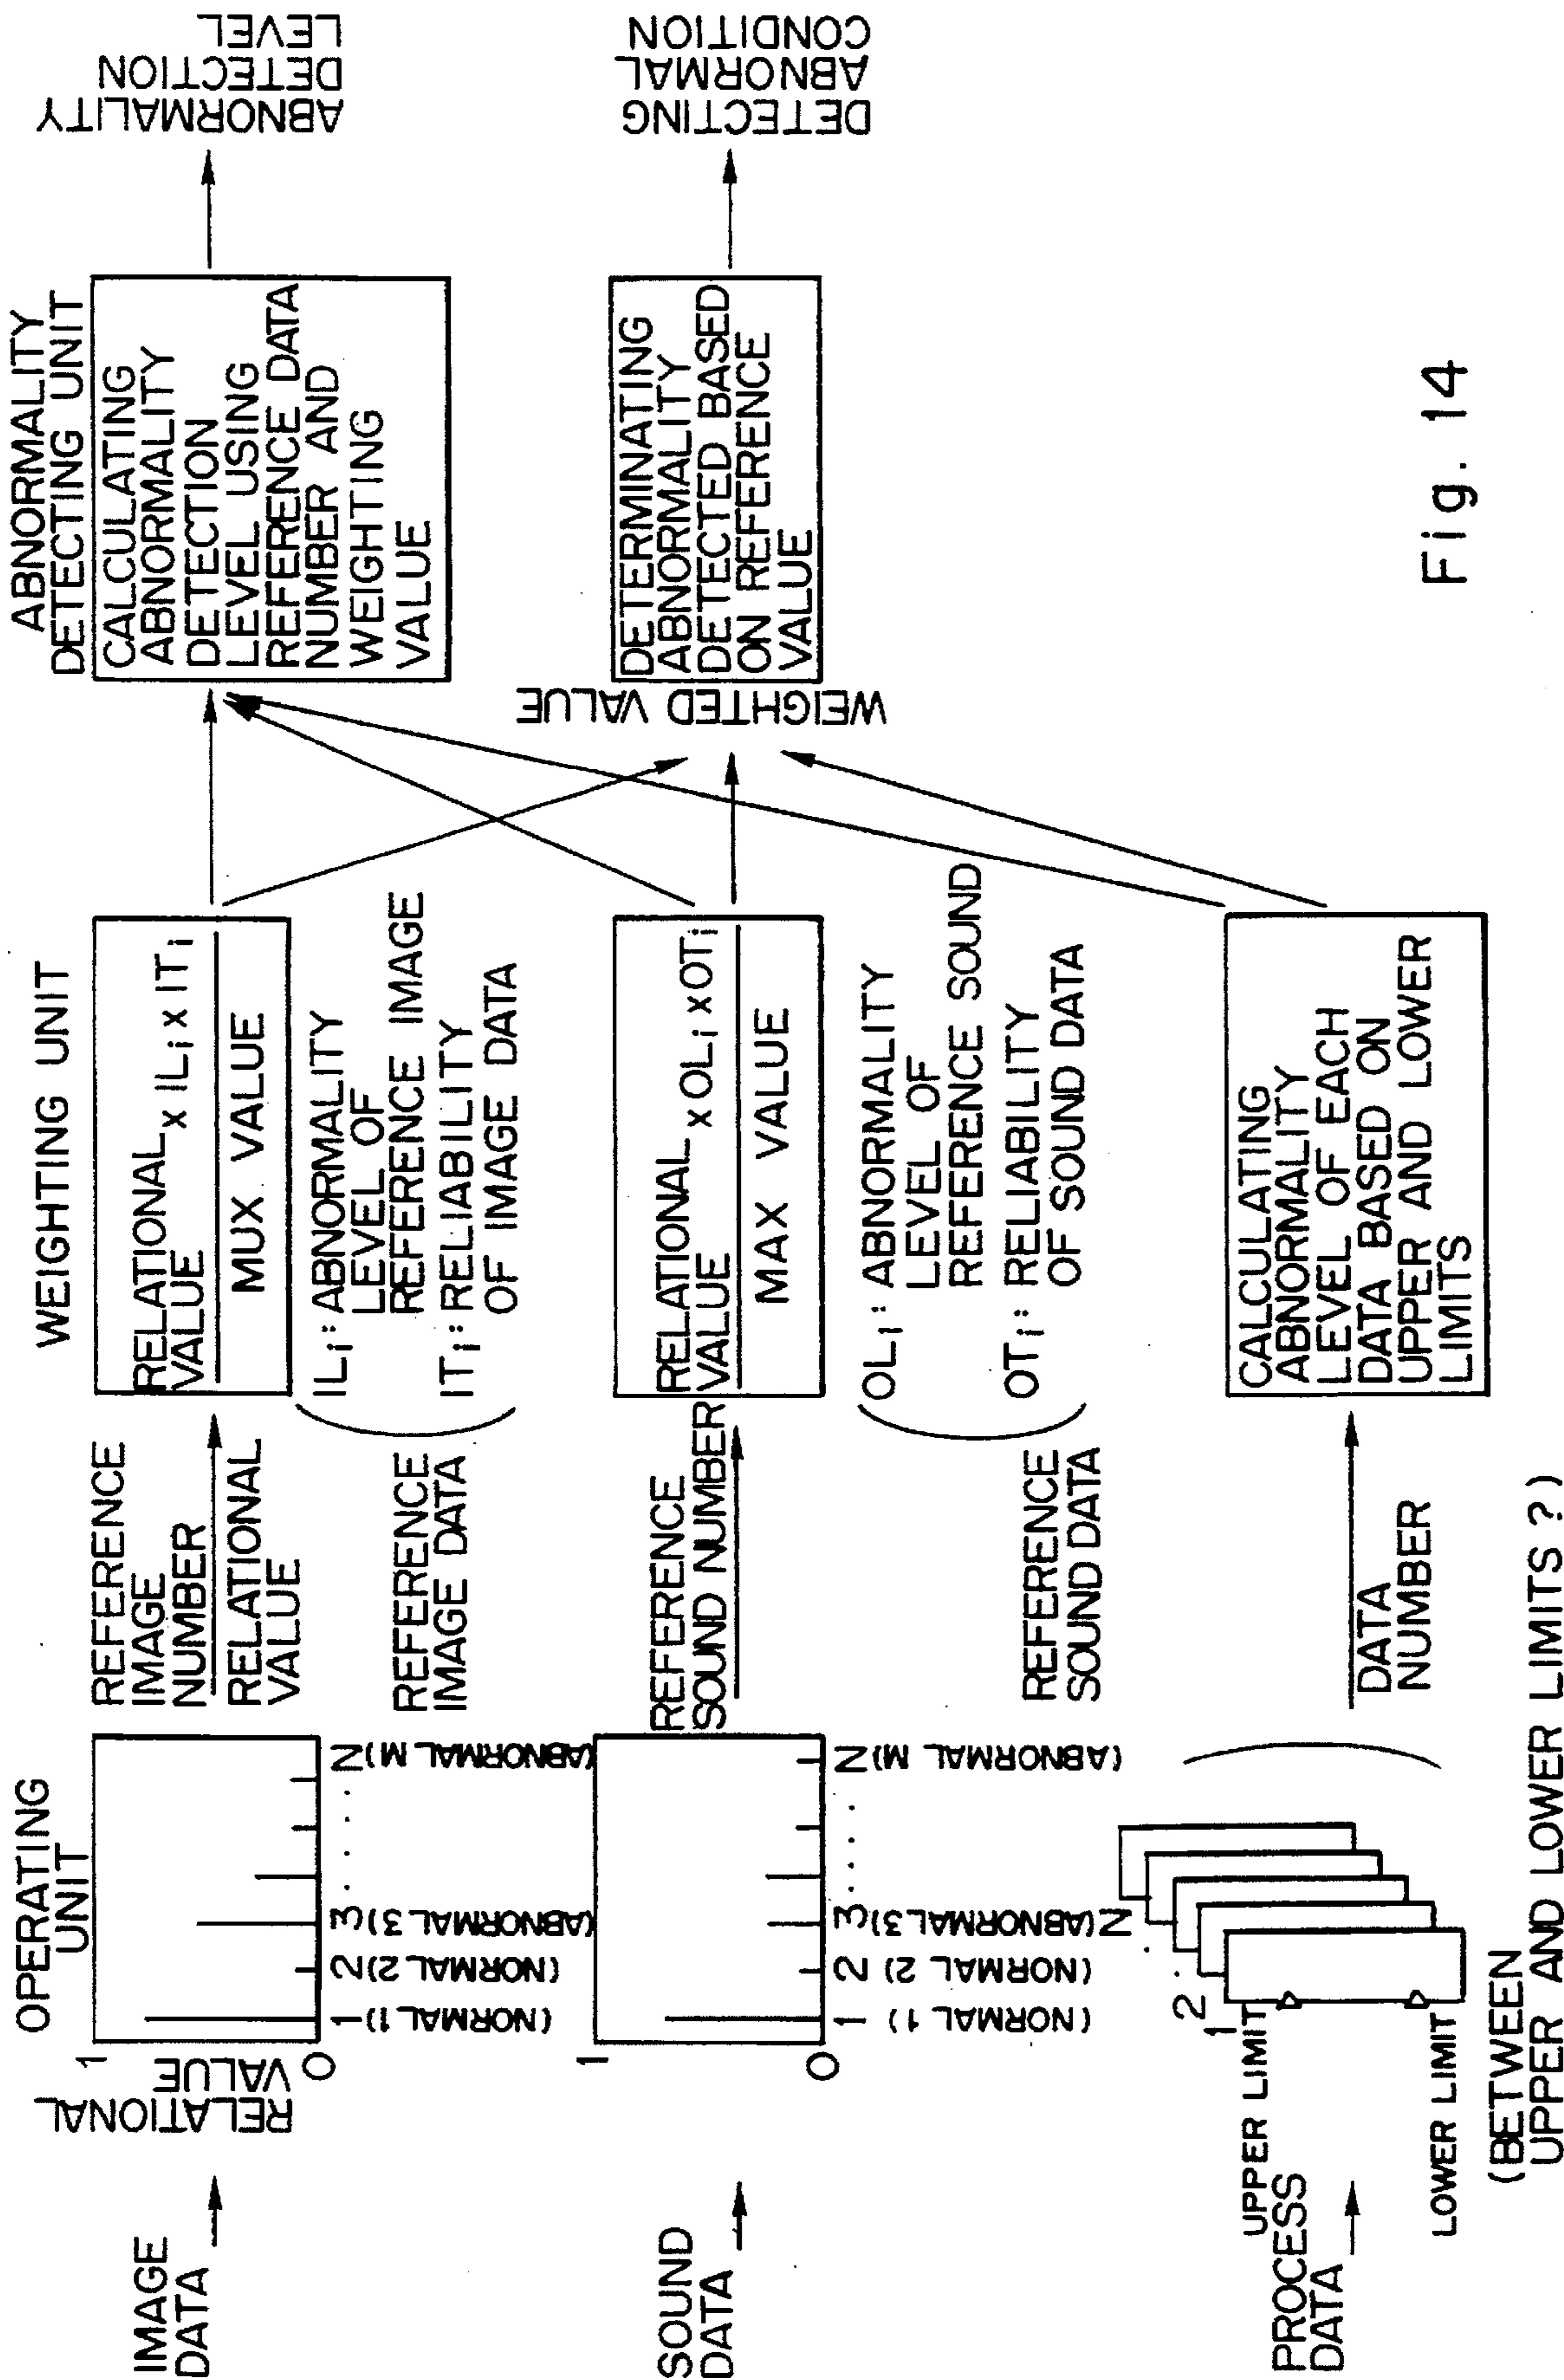 OPERATING
UNIT
WEIGHTING UNIT
ABNORMALITY
DETECTING UNIT
IMAGE
DATA
RELATIONAL
VALUE
1
0
1
(NORMAL 1)
2
(NORMAL 2)
3
(ABNORMAL 3)
. . . .
N
(ABNORMAL M)
REFERENCE
IMAGE
NUMBER
RELATIONAL
VALUE
REFERENCE
IMAGE DATA
RELATIONAL
VALUE x ILi x ITi
MUX VALUE
ILi: ABNORMALITY
LEVEL OF
REFERENCE IMAGE
ITi: RELIABILITY
OF IMAGE DATA
CALCULATING
ABNORMALITY
DETECTION
LEVEL USING
REFERENCE DATA
NUMBER AND
WEIGHTING
VALUE
ABNORMALITY
DETECTION
LEVEL
SOUND
DATA
1
0
1
(NORMAL 1)
2
(NORMAL 2)
3
(ABNORMAL3)
. . . .
N
(ABNORMAL M)
REFERENCE
SOUND NUMBER
REFERENCE
SOUND DATA
RELATIONAL
VALUE x OLi x OTi
MAX VALUE
OLi: ABNORMALITY
LEVEL OF
REFERENCE SOUND
OTi: RELIABILITY
OF SOUND DATA
WEIGHTED VALUE
DETERMINATING
ABNORMALITY
DETECTED BASED
ON REFERENCE
VALUE
DETECTING
ABNORMAL
CONDITION
PROCESS
DATA
UPPER LIMIT
LOWER LIMIT
1
2
. .
N
(BETWEEN
UPPER AND LOWER LIMITS ?)
DATA
NUMBER
CALCULATING
ABNORMALITY
LEVEL OF EACH
DATA BASED ON
UPPER AND LOWER
LIMITS
Fig. 14